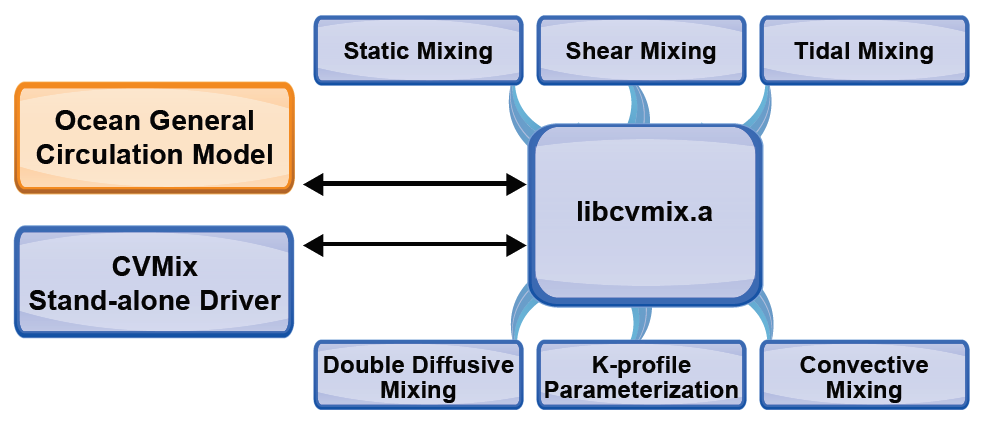 Static Mixing
Shear Mixing
Tidal Mixing
Ocean General
Circulation Model
libcvmix.a
CVMix
Stand-alone Driver
Double Diffusive
Mixing
K-profile
Parameterization
Convective
Mixing